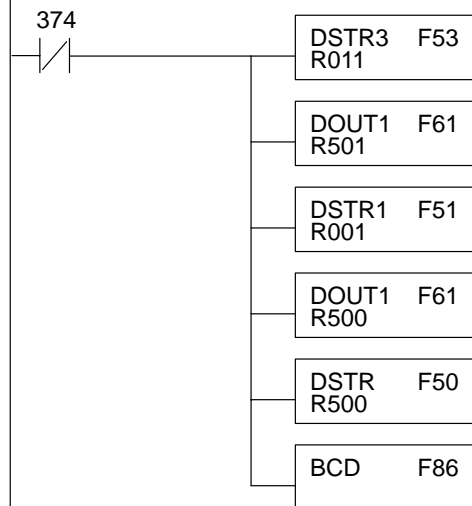 374
DSTR3 F53
R011
DOUT1 F61
R501
DSTR1 F51
R001
DOUT1 F61
R500
DSTR F50
R500
BCD F86